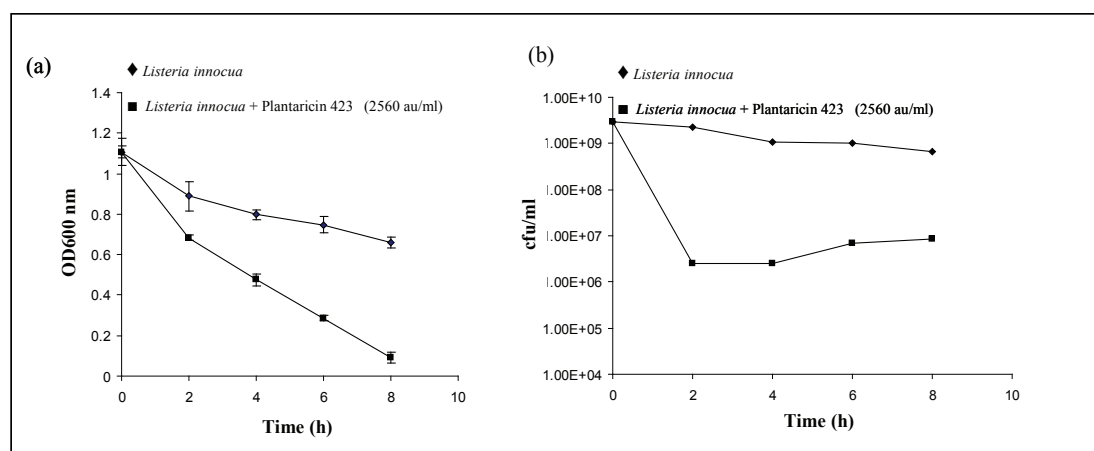 (a)
Listeria innocua
Listeria innocua + Plantaricin 423 (2560 au/ml)
1.4
1.2
1
0.8
0.6
0.4
0.2
0
OD600 nm
0 2 4 6 8 10
Time (h)
(b)
Listeria innocua
Listeria innocua + Plantaricin 423 (2560 au/ml)
1.00E+10
1.00E+09
1.00E+08
1.00E+07
1.00E+06
1.00E+05
1.00E+04
cfu/ml
0 2 4 6 8 10
Time (h)